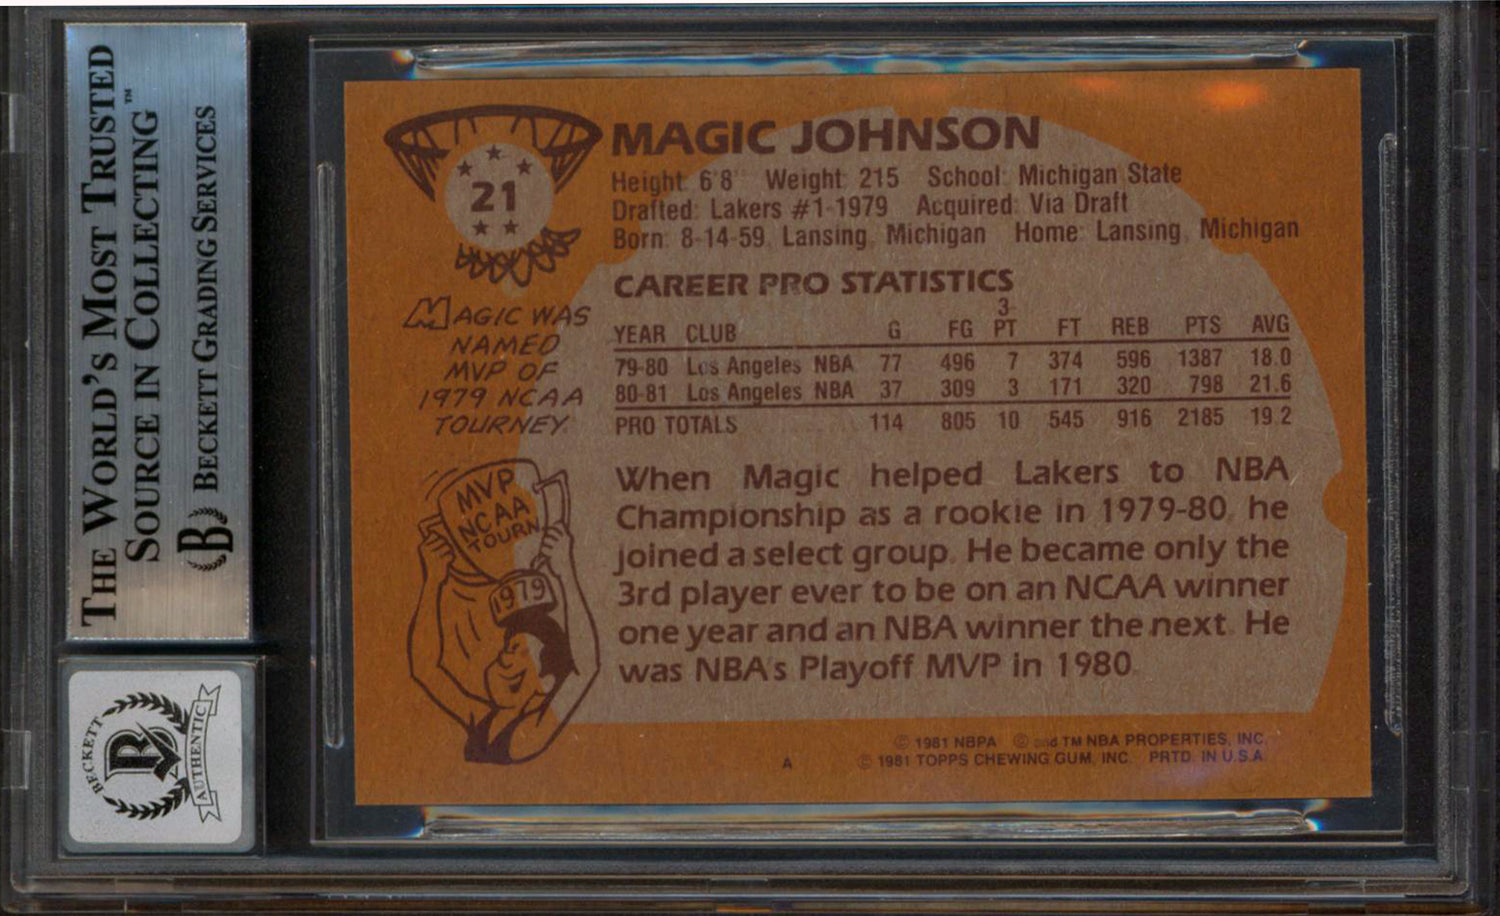 THE WORLD'S MOST TRUSTED
SOURCE IN COLLECTING™
B BECKETT GRADING SERVICES
BECKETT
B
AUTHENTIC
21
MAGIC JOHNSON
Height: 6'8" Weight: 215 School: Michigan State
Drafted: Lakers #1-1979 Acquired: Via Draft
Born: 8-14-59, Lansing, Michigan Home: Lansing, Michigan
MAGIC WAS
NAMED
MVP OF
1979 NCAA
TOURNEY.
MVP
NCAA
TOURN.
1979
CAREER PRO STATISTICS
YEAR CLUB G FG 3-PT FT REB PTS AVG
79-80 Los Angeles NBA 77 496 7 374 596 1387 18.0
80-81 Los Angeles NBA 37 309 3 171 320 798 21.6
PRO TOTALS 114 805 10 545 916 2185 19.2
When Magic helped Lakers to NBA
Championship as a rookie in 1979-80, he
joined a select group. He became only the
3rd player ever to be on an NCAA winner
one year and an NBA winner the next. He
was NBA's Playoff MVP in 1980.
© 1981 NBPA © and TM NBA PROPERTIES, INC.
A © 1981 TOPPS CHEWING GUM, INC. PRTD. IN U.S.A.